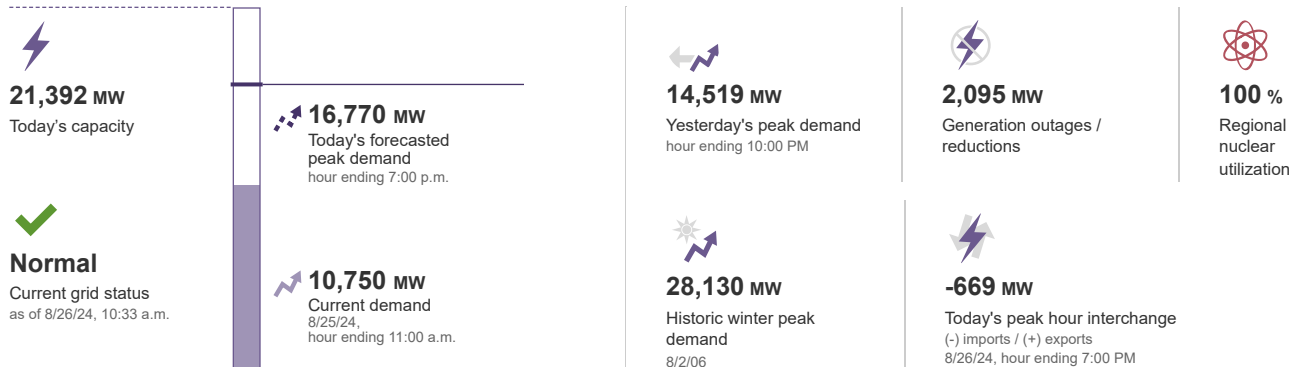 21,392 MW
Today's capacity
Normal
Current grid status
as of 8/26/24, 10:33 a.m.
16,770 MW
Today's forecasted
peak demand
hour ending 7:00 p.m.
10,750 MW
Current demand
8/25/24,
hour ending 11:00 a.m.
14,519 MW
Yesterday's peak demand
hour ending 10:00 PM
2,095 MW
Generation outages /
reductions
100 %
Regional
nuclear
utilization
28,130 MW
Historic winter peak
demand
8/2/06
-669 MW
Today's peak hour interchange
(-) imports / (+) exports
8/26/24, hour ending 7:00 PM